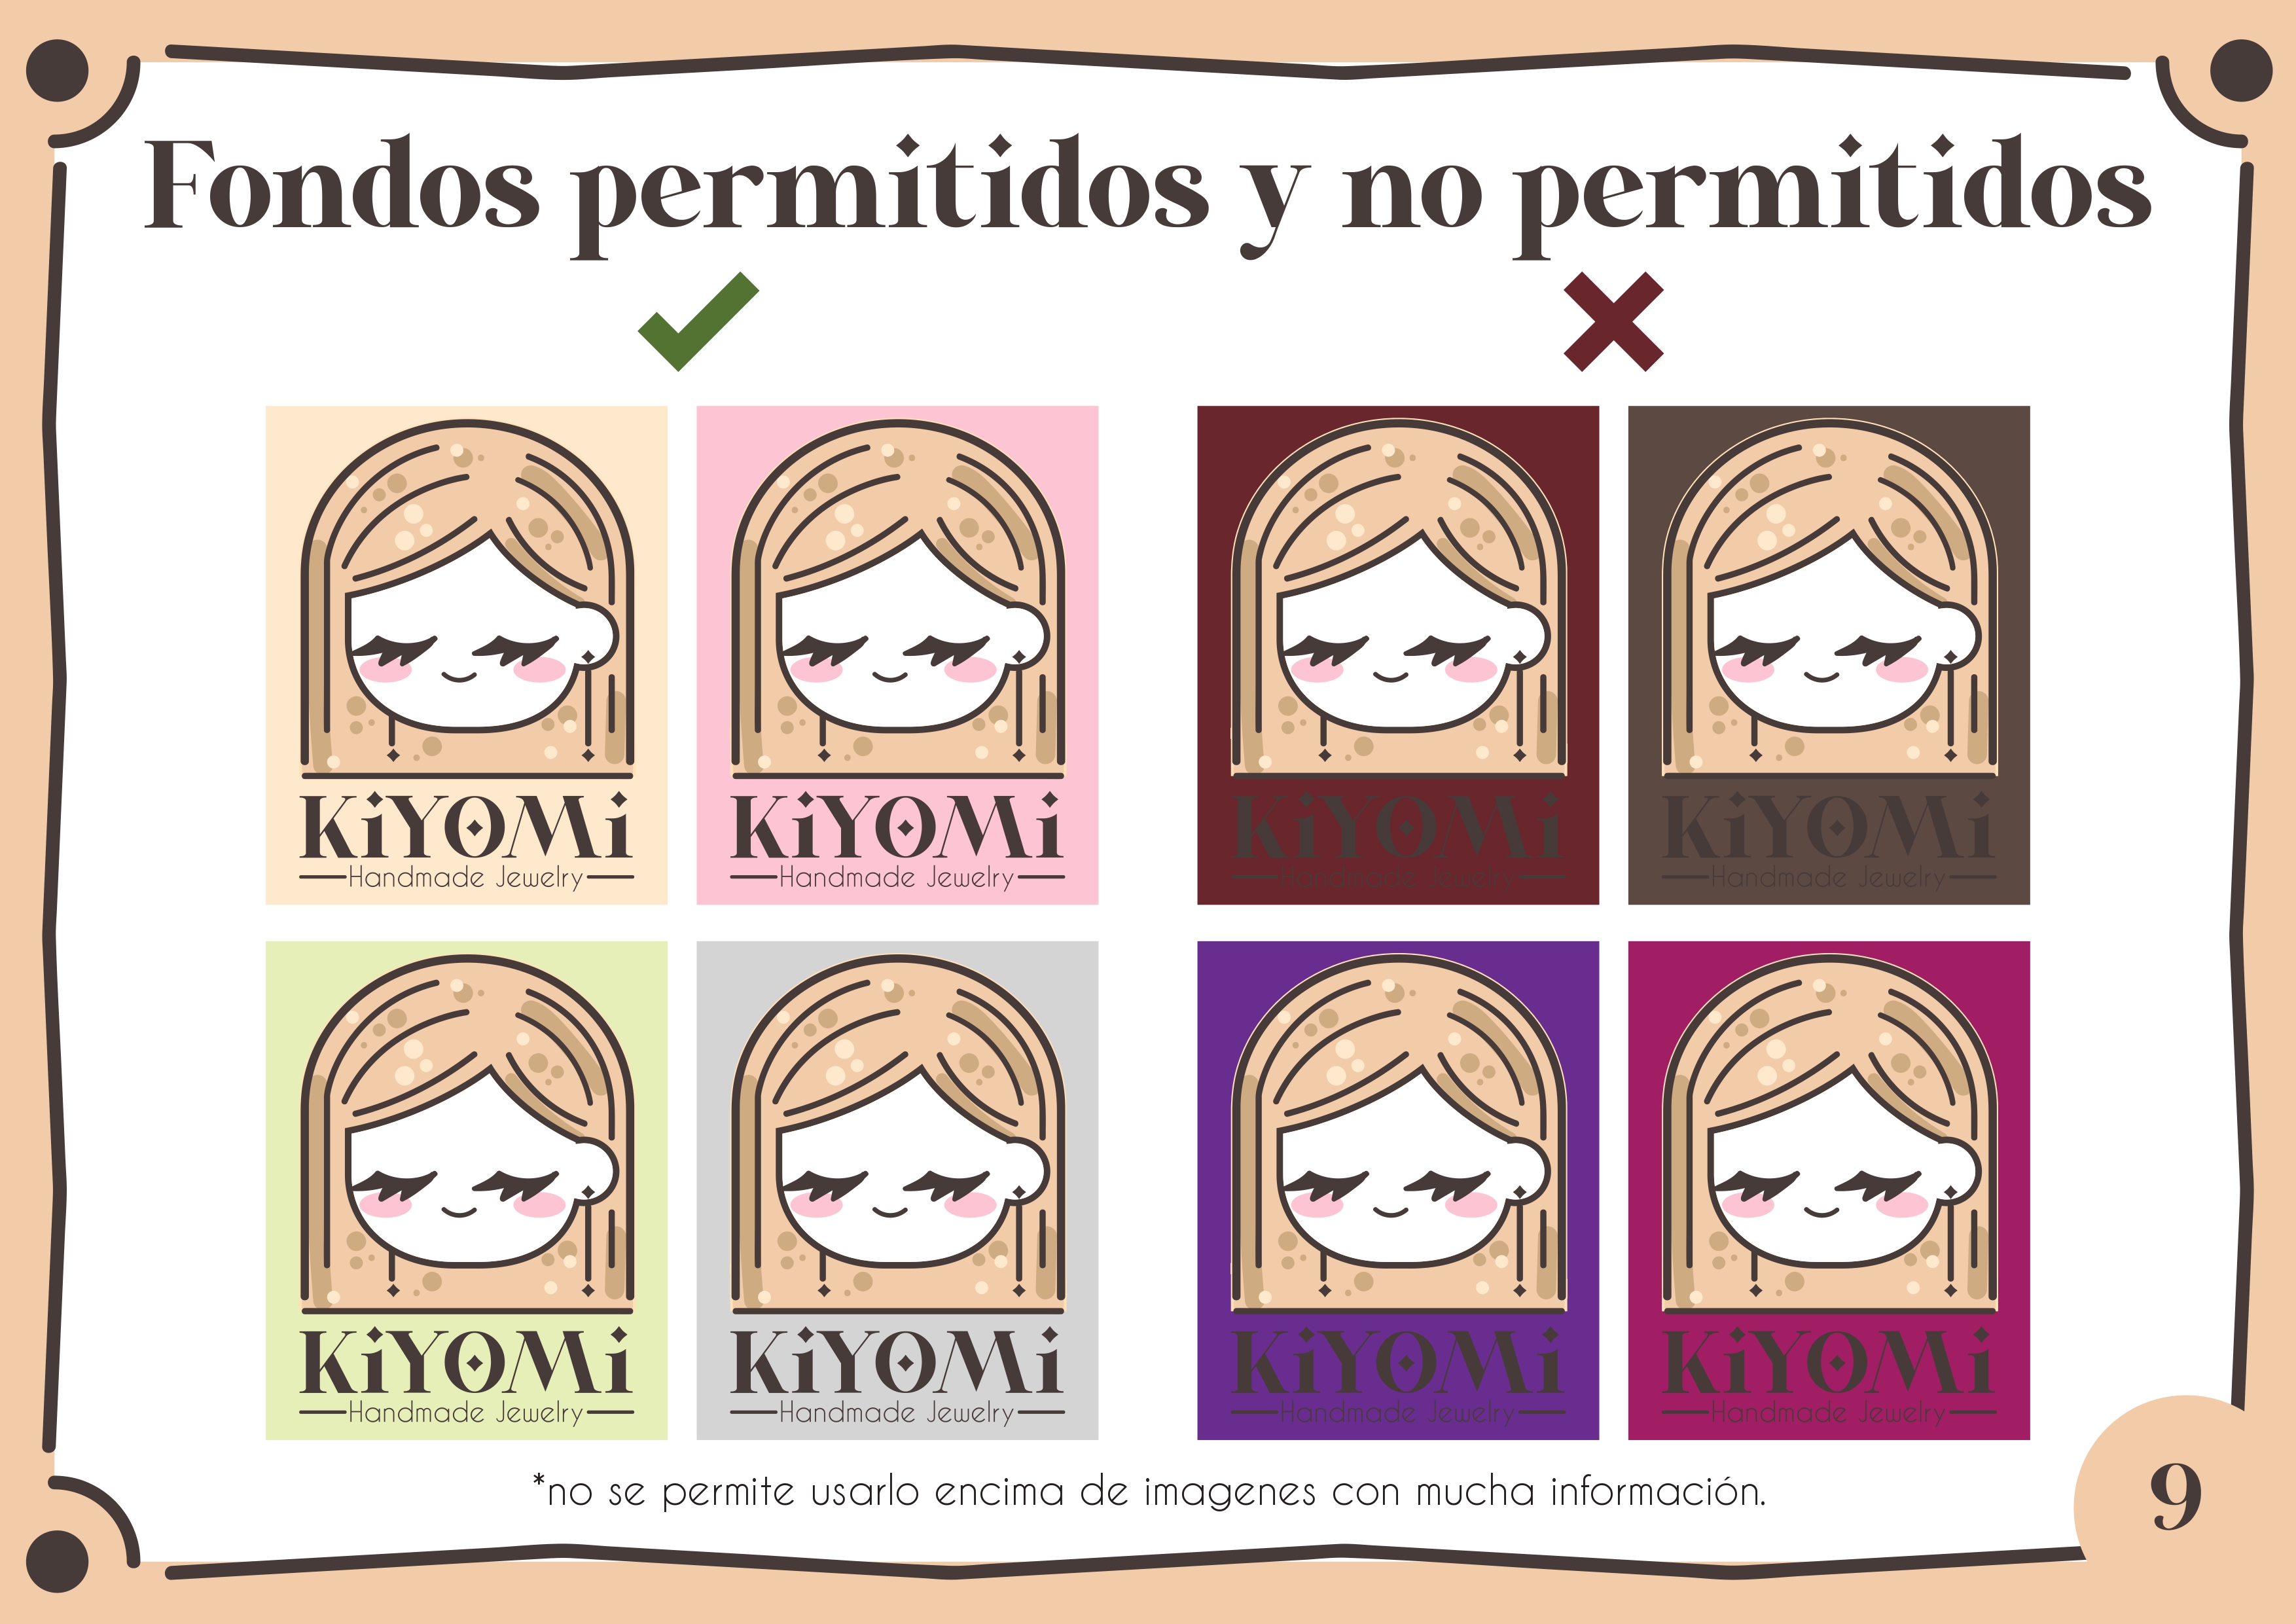 Fondos permitidos y no permitidos
KiYOMi
Handmade Jewelry
KiYOMi
Handmade Jewelry
KiYOMi
Handmade Jewelry
KiYOMi
Handmade Jewelry
KiYOMi
Handmade Jewelry
KiYOMi
Handmade Jewelry
KiYOMi
Handmade Jewelry
KiYOMi
Handmade Jewelry
*no se permite usarlo encima de imagenes con mucha información.
9